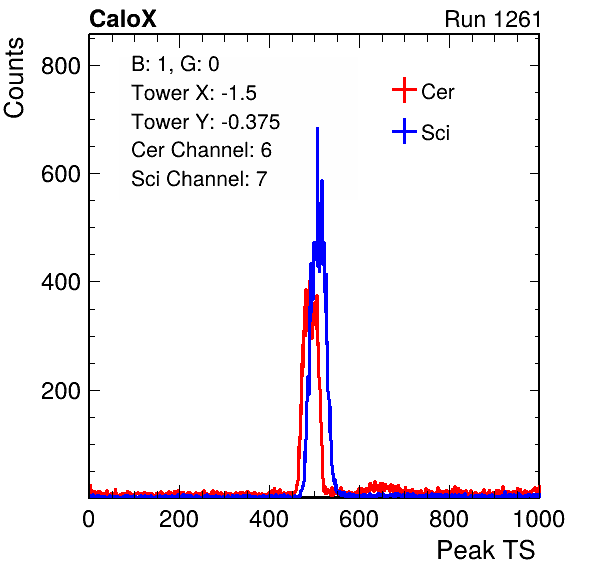 CaloX Run 1261
Counts
B: 1, G: 0
Tower X: -1.5
Tower Y: -0.375
Cer Channel: 6
Sci Channel: 7
Cer
Sci
800
600
400
200
0 200 400 600 800 1000
Peak TS